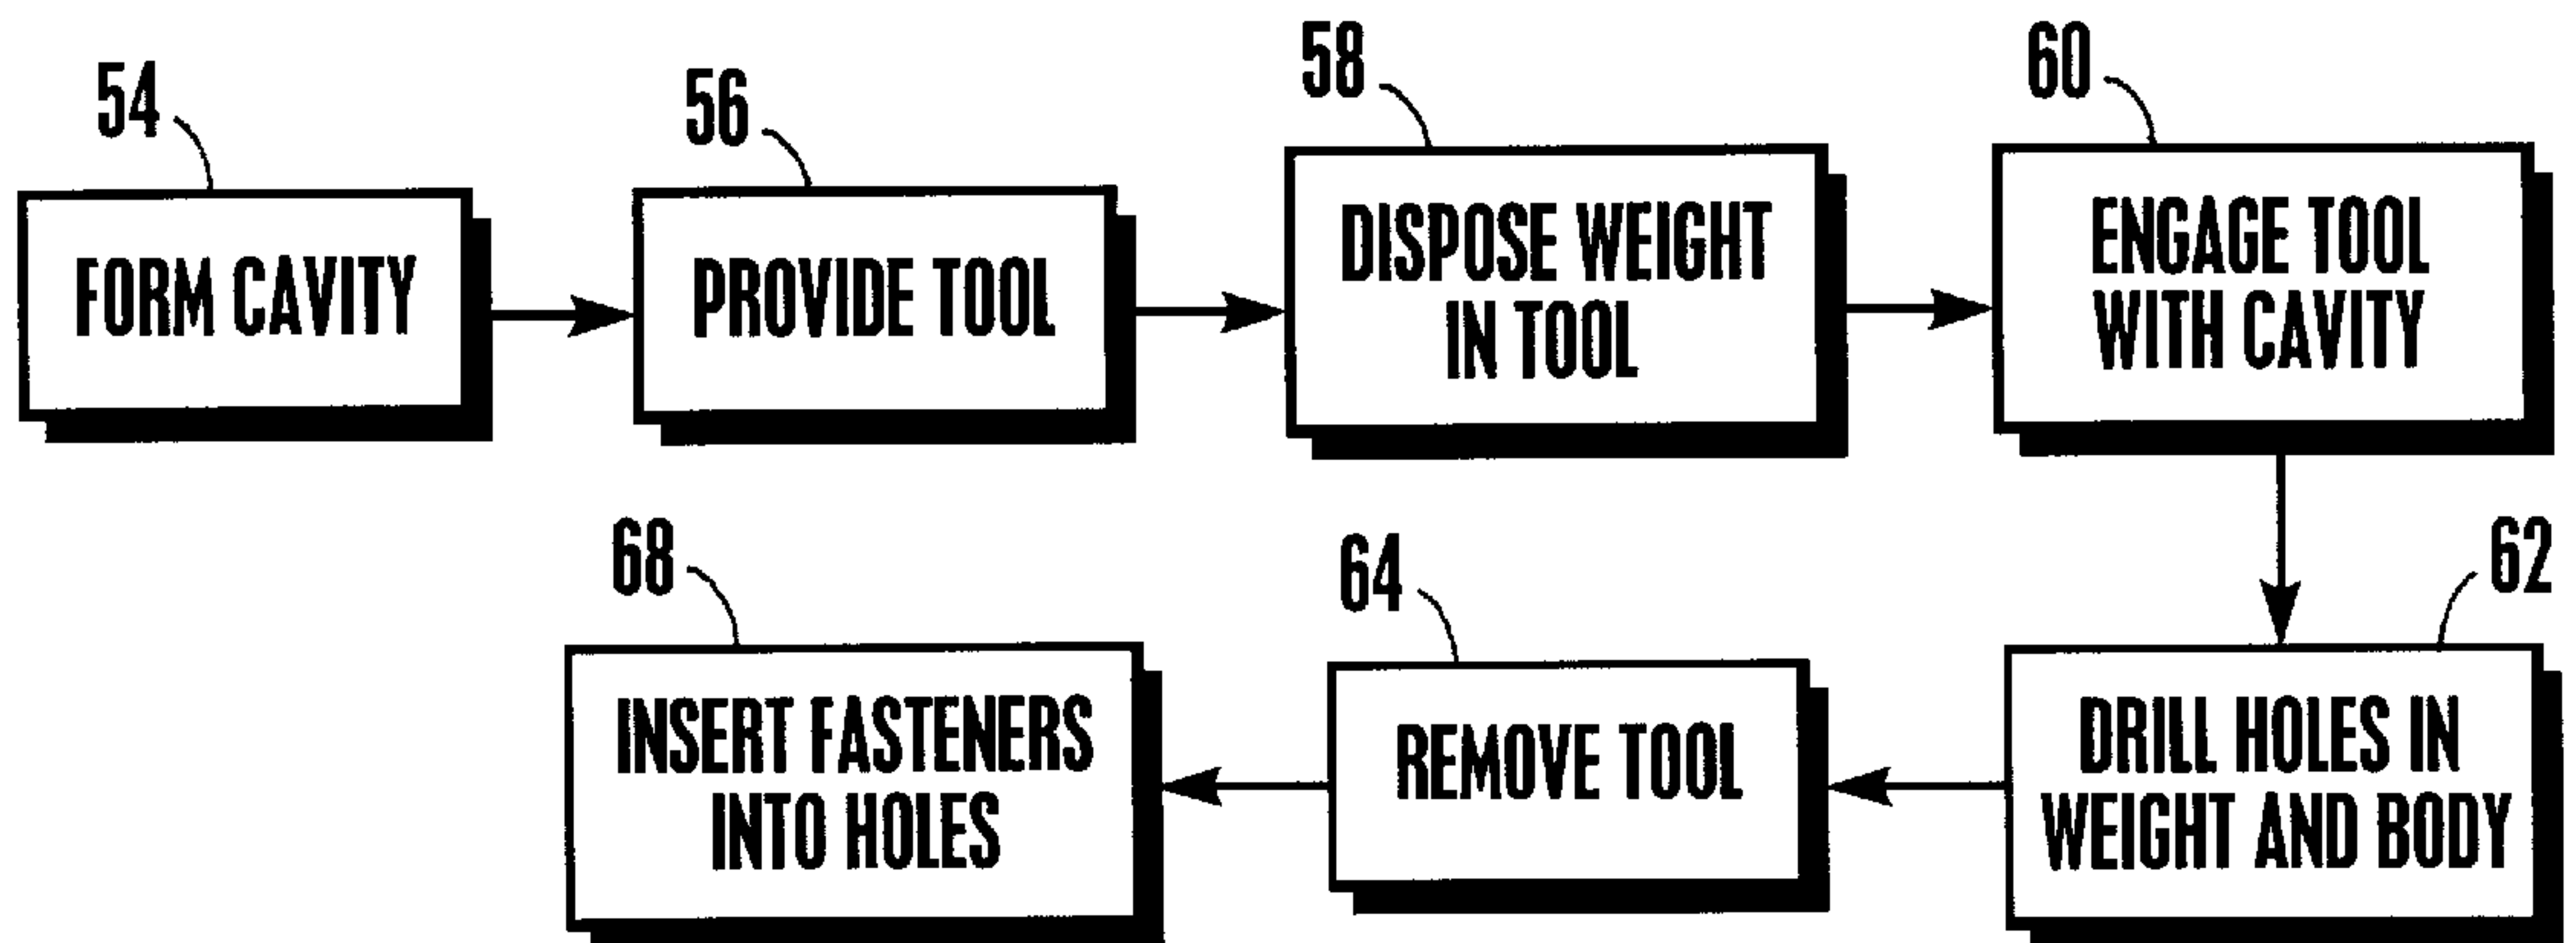 54
FORM CAVITY
56
PROVIDE TOOL
58
DISPOSE WEIGHT
IN TOOL
60
ENGAGE TOOL
WITH CAVITY
62
DRILL HOLES IN
WEIGHT AND BODY
64
REMOVE TOOL
68
INSERT FASTENERS
INTO HOLES